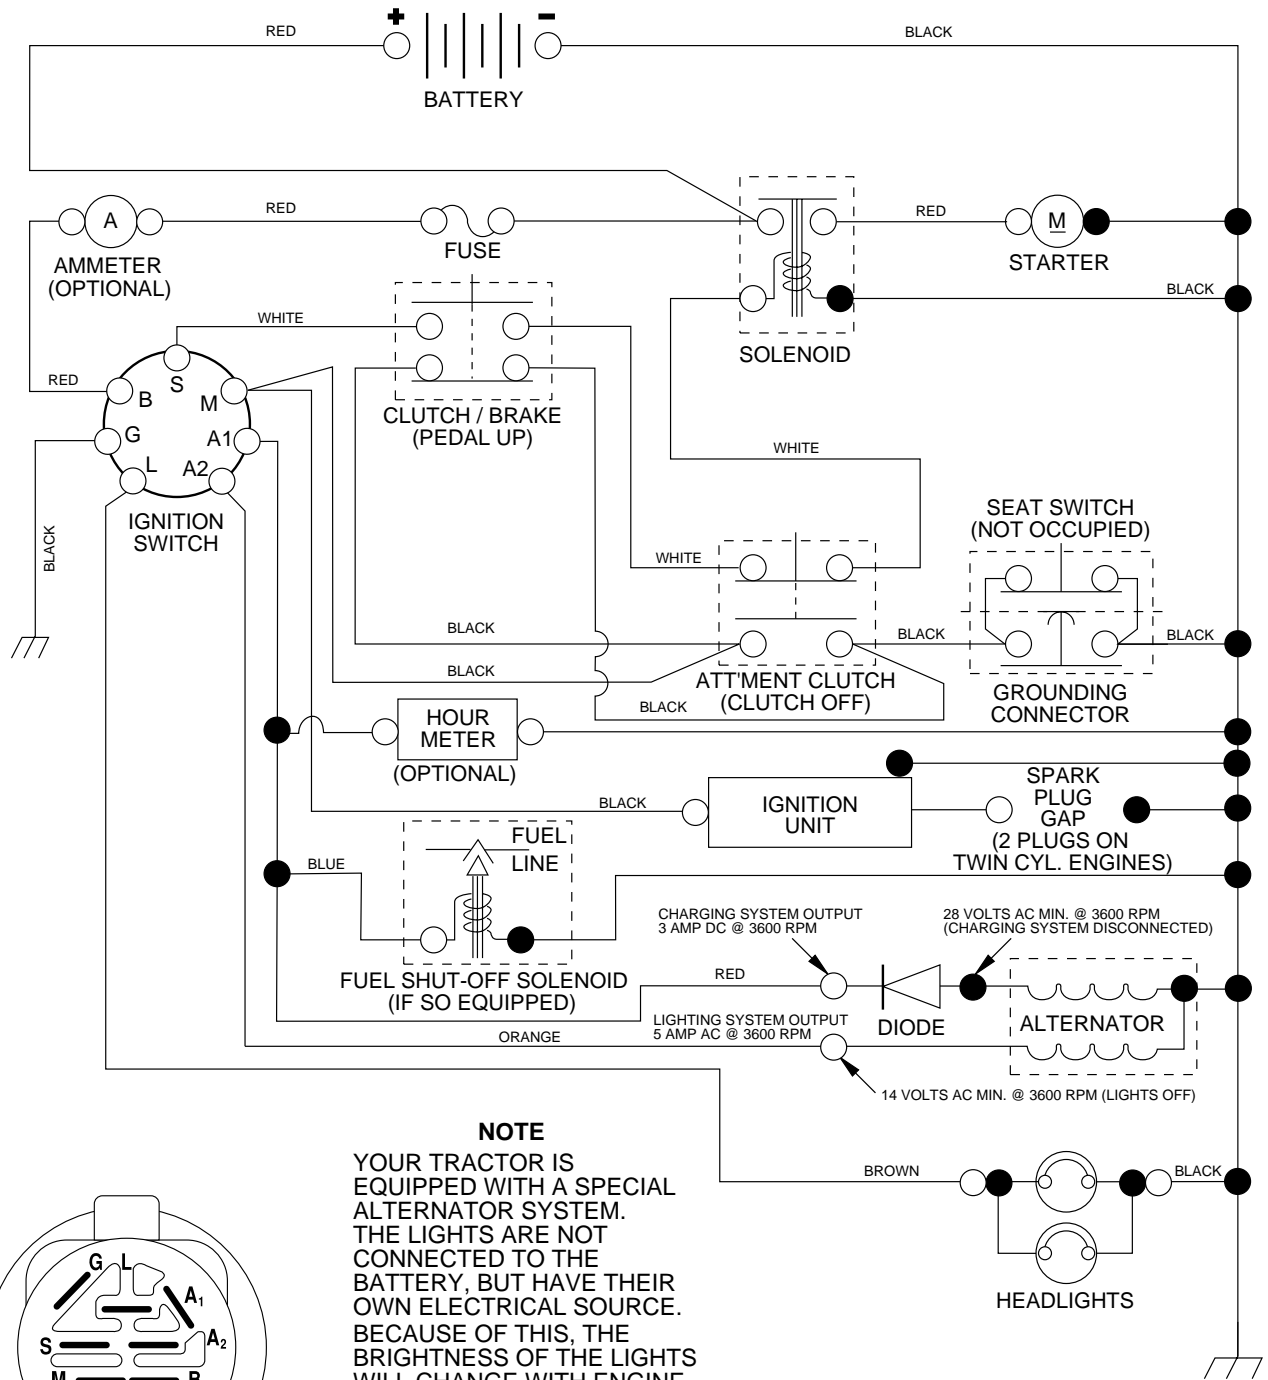 + −
RED
BLACK
BATTERY
A
RED
FUSE
RED
M
AMMETER
(OPTIONAL)
STARTER
WHITE
BLACK
SOLENOID
RED
B
S
M
G
A1
L
A2
CLUTCH / BRAKE
(PEDAL UP)
WHITE
IGNITION
SWITCH
BLACK
SEAT SWITCH
(NOT OCCUPIED)
WHITE
BLACK
BLACK
BLACK
BLACK
ATT'MENT CLUTCH
(CLUTCH OFF)
BLACK
GROUNDING
CONNECTOR
HOUR
METER
(OPTIONAL)
BLACK
IGNITION
UNIT
SPARK
PLUG
GAP
(2 PLUGS ON
TWIN CYL. ENGINES)
FUEL
LINE
BLUE
FUEL SHUT-OFF SOLENOID
(IF SO EQUIPPED)
CHARGING SYSTEM OUTPUT
3 AMP DC @ 3600 RPM
28 VOLTS AC MIN. @ 3600 RPM
(CHARGING SYSTEM DISCONNECTED)
RED
DIODE
ALTERNATOR
LIGHTING SYSTEM OUTPUT
5 AMP AC @ 3600 RPM
ORANGE
14 VOLTS AC MIN. @ 3600 RPM (LIGHTS OFF)
BROWN
BLACK
HEADLIGHTS
NOTE
YOUR TRACTOR IS
EQUIPPED WITH A SPECIAL
ALTERNATOR SYSTEM.
THE LIGHTS ARE NOT
CONNECTED TO THE
BATTERY, BUT HAVE THEIR
OWN ELECTRICAL SOURCE.
BECAUSE OF THIS, THE
BRIGHTNESS OF THE LIGHTS
WILL CHANGE WITH ENGINE
G L
A1
S
A2
M B